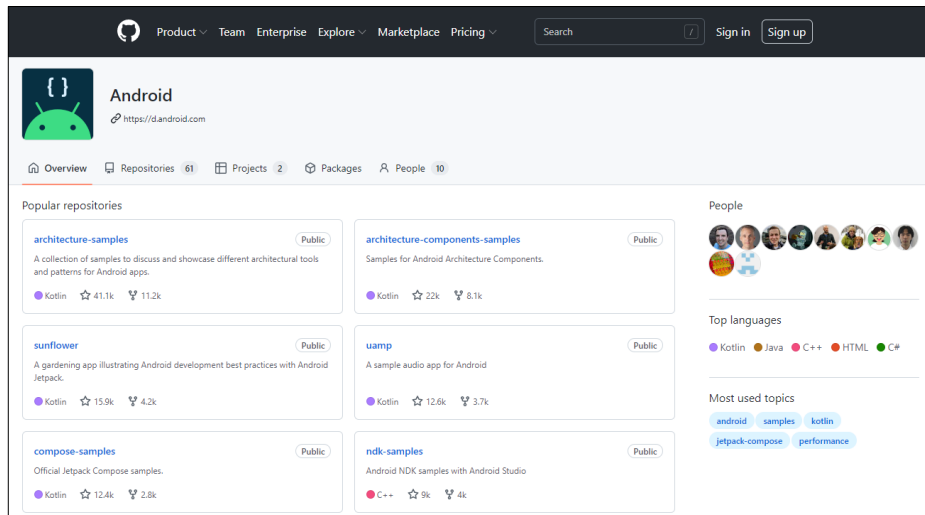 Product Team Enterprise Explore Marketplace Pricing Search / Sign in Sign up
{ }
Android
https://d.android.com
Overview Repositories 61 Projects 2 Packages People 10
Popular repositories
architecture-samples Public
A collection of samples to discuss and showcase different architectural tools
and patterns for Android apps.
Kotlin 41.1k 11.2k
architecture-components-samples Public
Samples for Android Architecture Components.
Kotlin 22k 8.1k
sunflower Public
A gardening app illustrating Android development best practices with Android
Jetpack.
Kotlin 15.9k 4.2k
uamp Public
A sample audio app for Android
Kotlin 12.6k 3.7k
compose-samples Public
Official Jetpack Compose samples.
Kotlin 12.4k 2.8k
ndk-samples Public
Android NDK samples with Android Studio
C++ 9k 4k
People
Top languages
Kotlin Java C++ HTML C#
Most used topics
android samples kotlin
jetpack-compose performance